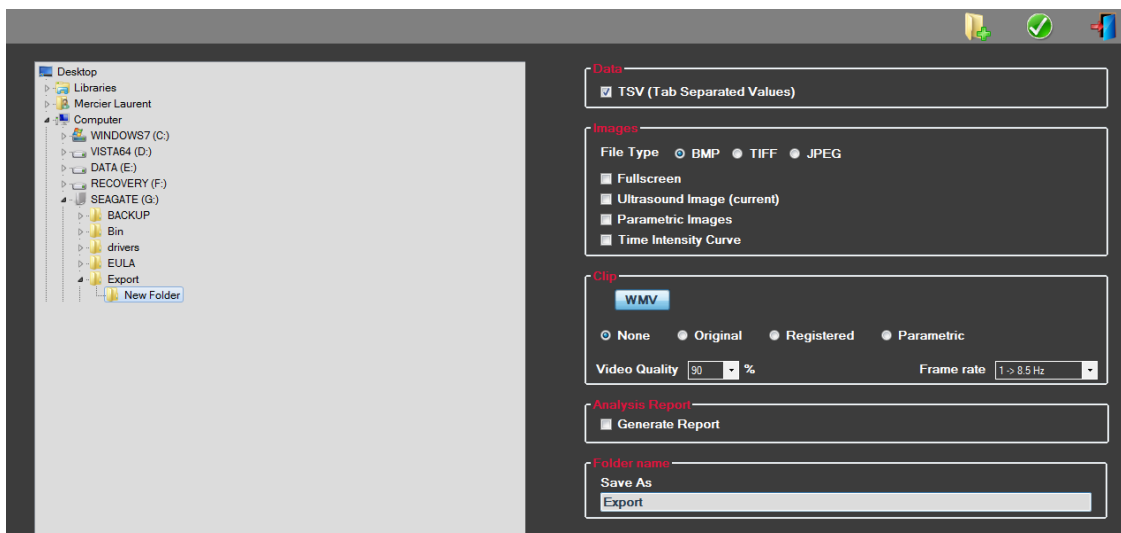 Desktop
Libraries
Mercier Laurent
Computer
WINDOWS7 (C:)
VISTA64 (D:)
DATA (E:)
RECOVERY (F:)
SEAGATE (G:)
BACKUP
Bin
drivers
EULA
Export
New Folder
Data
TSV (Tab Separated Values)
Images
File Type BMP TIFF JPEG
Fullscreen
Ultrasound Image (current)
Parametric Images
Time Intensity Curve
Clip
WMV
None Original Registered Parametric
Video Quality 90 % Frame rate 1 -> 8.5 Hz
Analysis Report
Generate Report
Folder name
Save As
Export